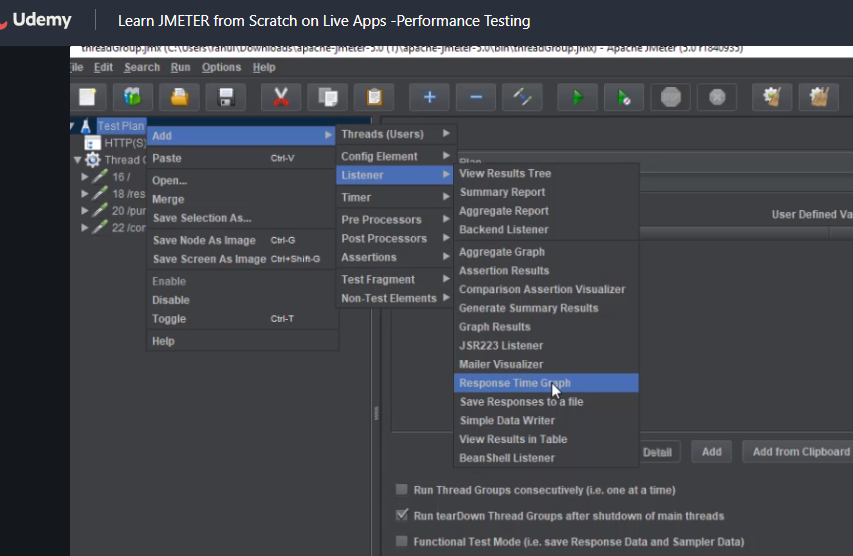 Udemy
Learn JMETER from Scratch on Live Apps -Performance Testing
threadGroup.jmx (C:\Users\rahul\Downloads\apache-jmeter-5.0 (1)\apache-jmeter-5.0\bin\threadGroup.jmx) - Apache JMeter (5.0 r1840935)
ile Edit Search Run Options Help
Test Plan
HTTP(S)
Thread G
16 /
18 /res
20 /pur
22 /cor
Add
Paste Ctrl-V
Open...
Merge
Save Selection As...
Save Node As Image Ctrl-G
Save Screen As Image Ctrl+Shift-G
Enable
Disable
Toggle Ctrl-T
Help
Threads (Users)
Config Element
Listener
Timer
Pre Processors
Post Processors
Assertions
Test Fragment
Non-Test Elements
Plan
View Results Tree
Summary Report
Aggregate Report
Backend Listener
Aggregate Graph
Assertion Results
Comparison Assertion Visualizer
Generate Summary Results
Graph Results
JSR223 Listener
Mailer Visualizer
Response Time Graph
Save Responses to a file
Simple Data Writer
View Results in Table
BeanShell Listener
User Defined Va
Detail Add Add from Clipboard
Run Thread Groups consecutively (i.e. one at a time)
Run tearDown Thread Groups after shutdown of main threads
Functional Test Mode (i.e. save Response Data and Sampler Data)